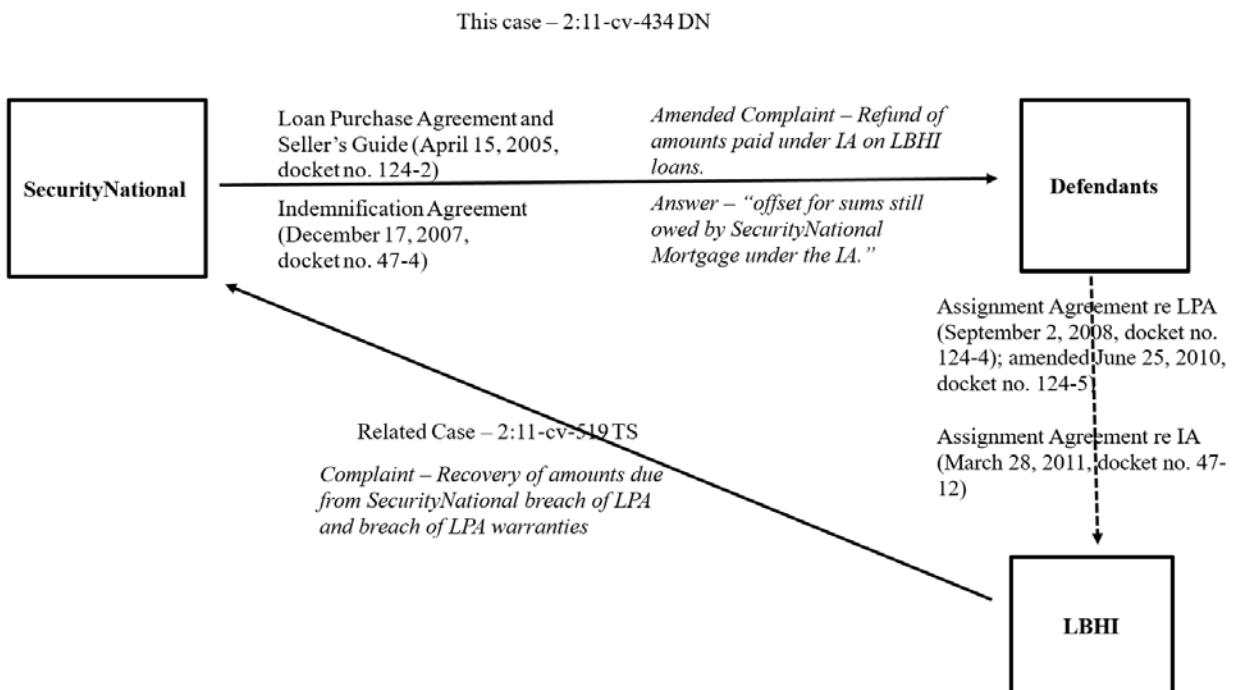 This case – 2:11-cv-434 DN
SecurityNational
Loan Purchase Agreement and
Seller's Guide (April 15, 2005,
docket no. 124-2)
Indemnification Agreement
(December 17, 2007,
docket no. 47-4)
Amended Complaint – Refund of
amounts paid under IA on LBHI
loans.
Answer – “offset for sums still
owed by SecurityNational
Mortgage under the IA.”
Defendants
Assignment Agreement re LPA
(September 2, 2008, docket no.
124-4); amended June 25, 2010,
docket no. 124-5)
Assignment Agreement re IA
(March 28, 2011, docket no. 47-
12)
Related Case – 2:11-cv-519 TS
Complaint – Recovery of amounts due
from SecurityNational breach of LPA
and breach of LPA warranties
LBHI